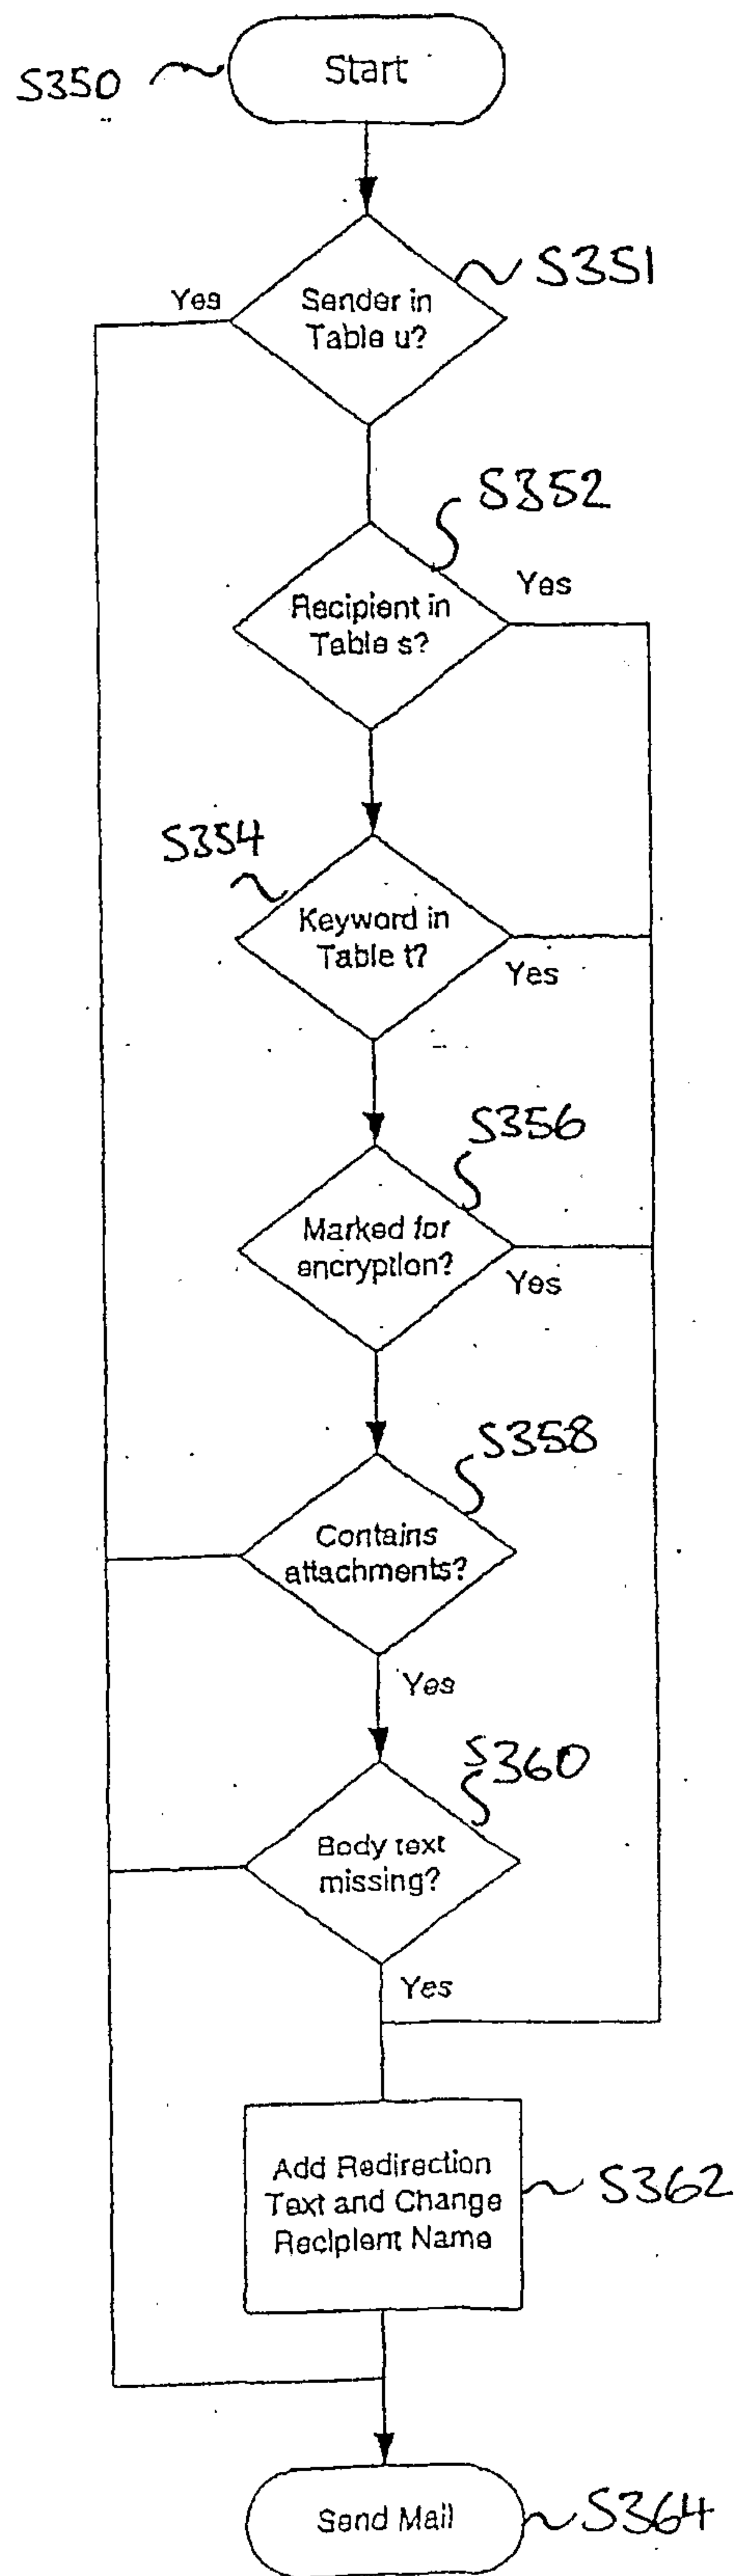 S350
Start
S351
Yes
Sender in
Table u?
S352
Yes
Recipient in
Table s?
S354
Keyword in
Table t?
Yes
S356
Marked for
encryption?
Yes
S358
Contains
attachments?
Yes
S360
Body text
missing?
Yes
Add Redirection
Text and Change
Recipient Name
S362
Send Mail
S364